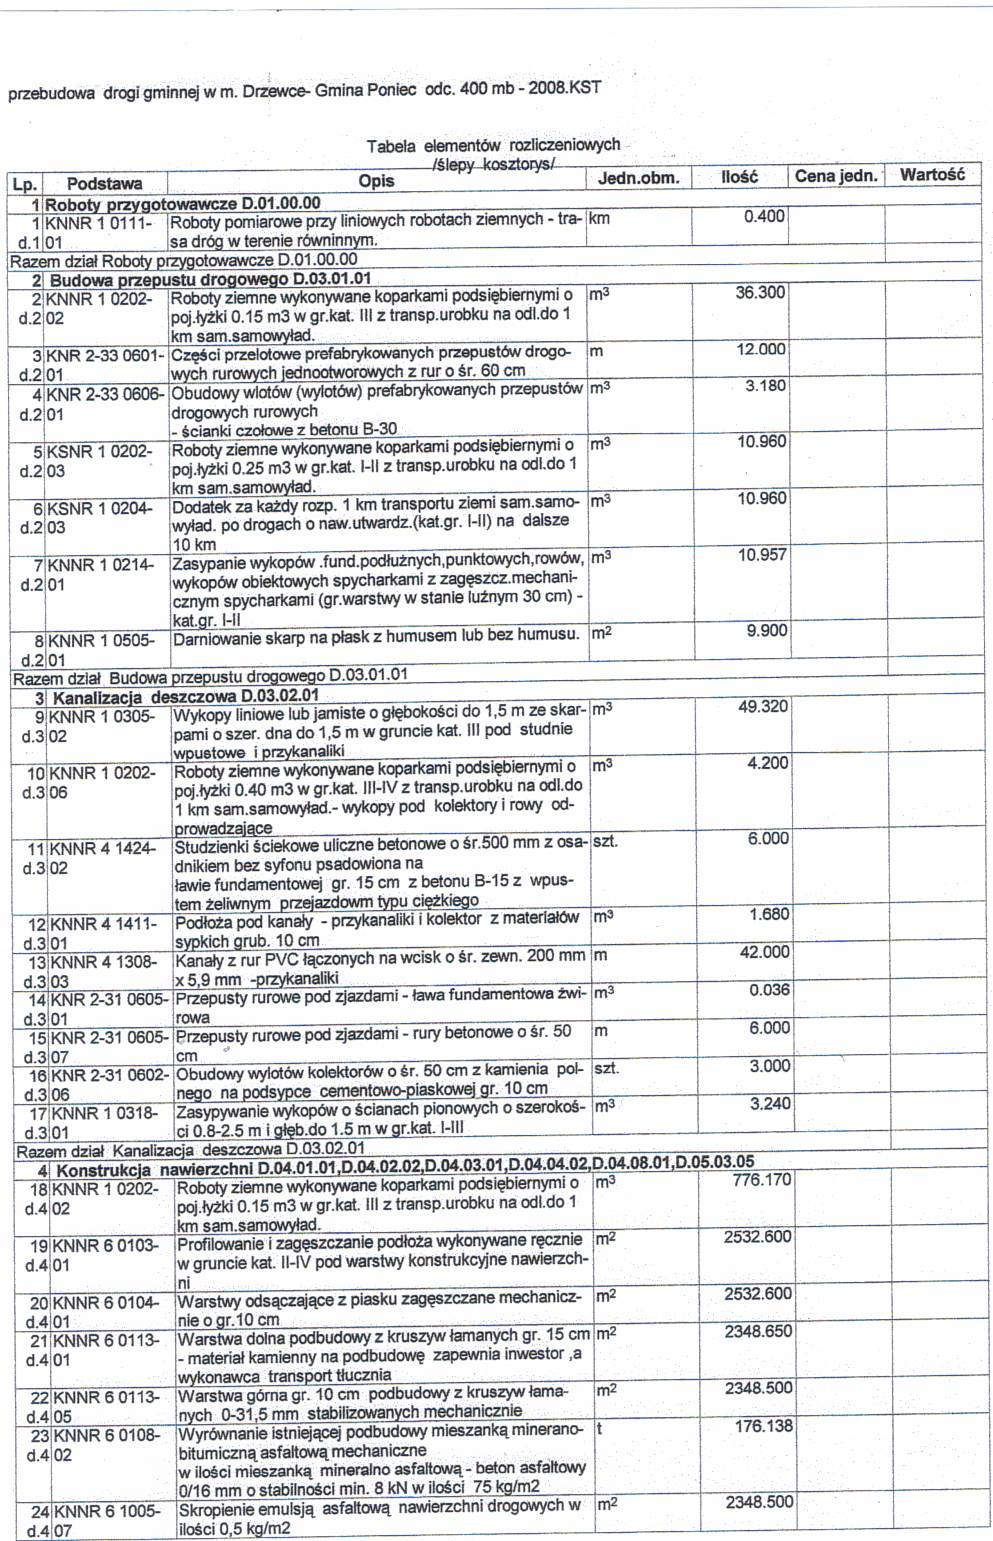 przebudowa drogi gminnej w m. Drzewce- Gmina Poniec odc. 400 mb - 2008.KST
Tabela elementów rozliczeniowych
/ślepy kosztorys/
Lp. Podstawa Opis Jedn.obm. Ilość Cena jedn. Wartość
1 Roboty przygotowawcze D.01.00.00
1 KNNR 1 0111- Roboty pomiarowe przy liniowych robotach ziemnych - tra- km 0.400
d.1 01 sa dróg w terenie równinnym.
Razem dział Roboty przygotowawcze D.01.00.00
2 Budowa przepustu drogowego D.03.01.01
2 KNNR 1 0202- Roboty ziemne wykonywane koparkami podsiębiernymi o m3 36.300
d.2 02 poj.łyżki 0.15 m3 w gr.kat. III z transp.urobku na odl.do 1
km sam.samowyład.
3 KNR 2-33 0601- Części przelotowe prefabrykowanych przepustów drogo- m 12.000
d.2 01 wych rurowych jednootworowych z rur o śr. 60 cm
4 KNR 2-33 0606- Obudowy wlotów (wylotów) prefabrykowanych przepustów m3 3.180
d.2 01 drogowych rurowych
- ścianki czołowe z betonu B-30
5 KSNR 1 0202- Roboty ziemne wykonywane koparkami podsiębiernymi o m3 10.960
d.2 03 poj.łyżki 0.25 m3 w gr.kat. I-II z transp.urobku na odl.do 1
km sam.samowyład.
6 KSNR 1 0204- Dodatek za każdy rozp. 1 km transportu ziemi sam.samo- m3 10.960
d.2 03 wyład. po drogach o naw.utwardz.(kat.gr. I-II) na dalsze
10 km
7 KNNR 1 0214- Zasypanie wykopów .fund.podłużnych,punktowych,rowów, m3 10.957
d.2 01 wykopów obiektowych spycharkami z zagęszcz.mechani-
cznym spycharkami (gr.warstwy w stanie luźnym 30 cm) -
kat.gr. I-II
8 KNNR 1 0505- Darniowanie skarp na płask z humusem lub bez humusu. m2 9.900
d.2 01
Razem dział Budowa przepustu drogowego D.03.01.01
3 Kanalizacja deszczowa D.03.02.01
9 KNNR 1 0305- Wykopy liniowe lub jamiste o głębokości do 1,5 m ze skar- m3 49.320
d.3 02 pami o szer. dna do 1,5 m w gruncie kat. III pod studnie
wpustowe i przykanaliki
10 KNNR 1 0202- Roboty ziemne wykonywane koparkami podsiębiernymi o m3 4.200
d.3 06 poj.łyżki 0.40 m3 w gr.kat. III-IV z transp.urobku na odl.do
1 km sam.samowyład.- wykopy pod kolektory i rowy od-
prowadzające
11 KNNR 4 1424- Studzienki ściekowe uliczne betonowe o śr.500 mm z osa- szt. 6.000
d.3 02 dnikiem bez syfonu psadowiona na
ławie fundamentowej gr. 15 cm z betonu B-15 z wpus-
tem żeliwnym przejazdowm typu ciężkiego
12 KNNR 4 1411- Podłoża pod kanały - przykanaliki i kolektor z materiałów m3 1.680
d.3 01 sypkich grub. 10 cm
13 KNNR 4 1308- Kanały z rur PVC łączonych na wcisk o śr. zewn. 200 mm m 42.000
d.3 03 x 5,9 mm -przykanaliki
14 KNR 2-31 0605- Przepusty rurowe pod zjazdami - ława fundamentowa żwi- m3 0.036
d.3 01 rowa
15 KNR 2-31 0605- Przepusty rurowe pod zjazdami - rury betonowe o śr. 50 m 6.000
d.3 07 cm
16 KNR 2-31 0602- Obudowy wylotów kolektorów o śr. 50 cm z kamienia pol- szt. 3.000
d.3 06 nego na podsypce cementowo-piaskowej gr. 10 cm
17 KNNR 1 0318- Zasypywanie wykopów o ścianach pionowych o szerokoś- m3 3.240
d.3 01 ci 0.8-2.5 m i głęb.do 1.5 m w gr.kat. I-III
Razem dział Kanalizacja deszczowa D.03.02.01
4 Konstrukcja nawierzchni D.04.01.01,D.04.02.02,D.04.03.01,D.04.04.02,D.04.08.01,D.05.03.05
18 KNNR 1 0202- Roboty ziemne wykonywane koparkami podsiębiernymi o m3 776.170
d.4 02 poj.łyżki 0.15 m3 w gr.kat. III z transp.urobku na odl.do 1
km sam.samowyład.
19 KNNR 6 0103- Profilowanie i zagęszczanie podłoża wykonywane ręcznie m2 2532.600
d.4 01 w gruncie kat. II-IV pod warstwy konstrukcyjne nawierzch-
ni
20 KNNR 6 0104- Warstwy odsączające z piasku zagęszczane mechanicz- m2 2532.600
d.4 01 nie o gr.10 cm
21 KNNR 6 0113- Warstwa dolna podbudowy z kruszyw łamanych gr. 15 cm m2 2348.650
d.4 01 - materiał kamienny na podbudowę zapewnia inwestor ,a
wykonawca transport tłucznia
22 KNNR 6 0113- Warstwa górna gr. 10 cm podbudowy z kruszyw łama- m2 2348.500
d.4 05 nych 0-31,5 mm stabilizowanych mechanicznie
23 KNNR 6 0108- Wyrównanie istniejącej podbudowy mieszanką minerano- t 176.138
d.4 02 bitumiczną asfaltową mechaniczne
w ilości mieszanką mineralno asfaltową - beton asfaltowy
0/16 mm o stabilności min. 8 kN w ilości 75 kg/m2
24 KNNR 6 1005- Skropienie emulsją asfaltową nawierzchni drogowych w m2 2348.500
d.4 07 ilości 0,5 kg/m2